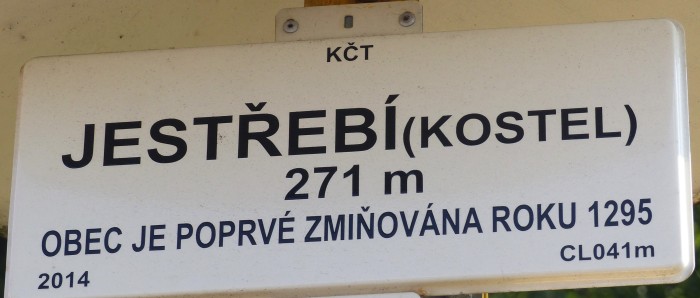 KČT
JESTŘEBÍ(KOSTEL)
271 m
OBEC JE POPRVÉ ZMIŇOVÁNA ROKU 1295
2014 CL041m